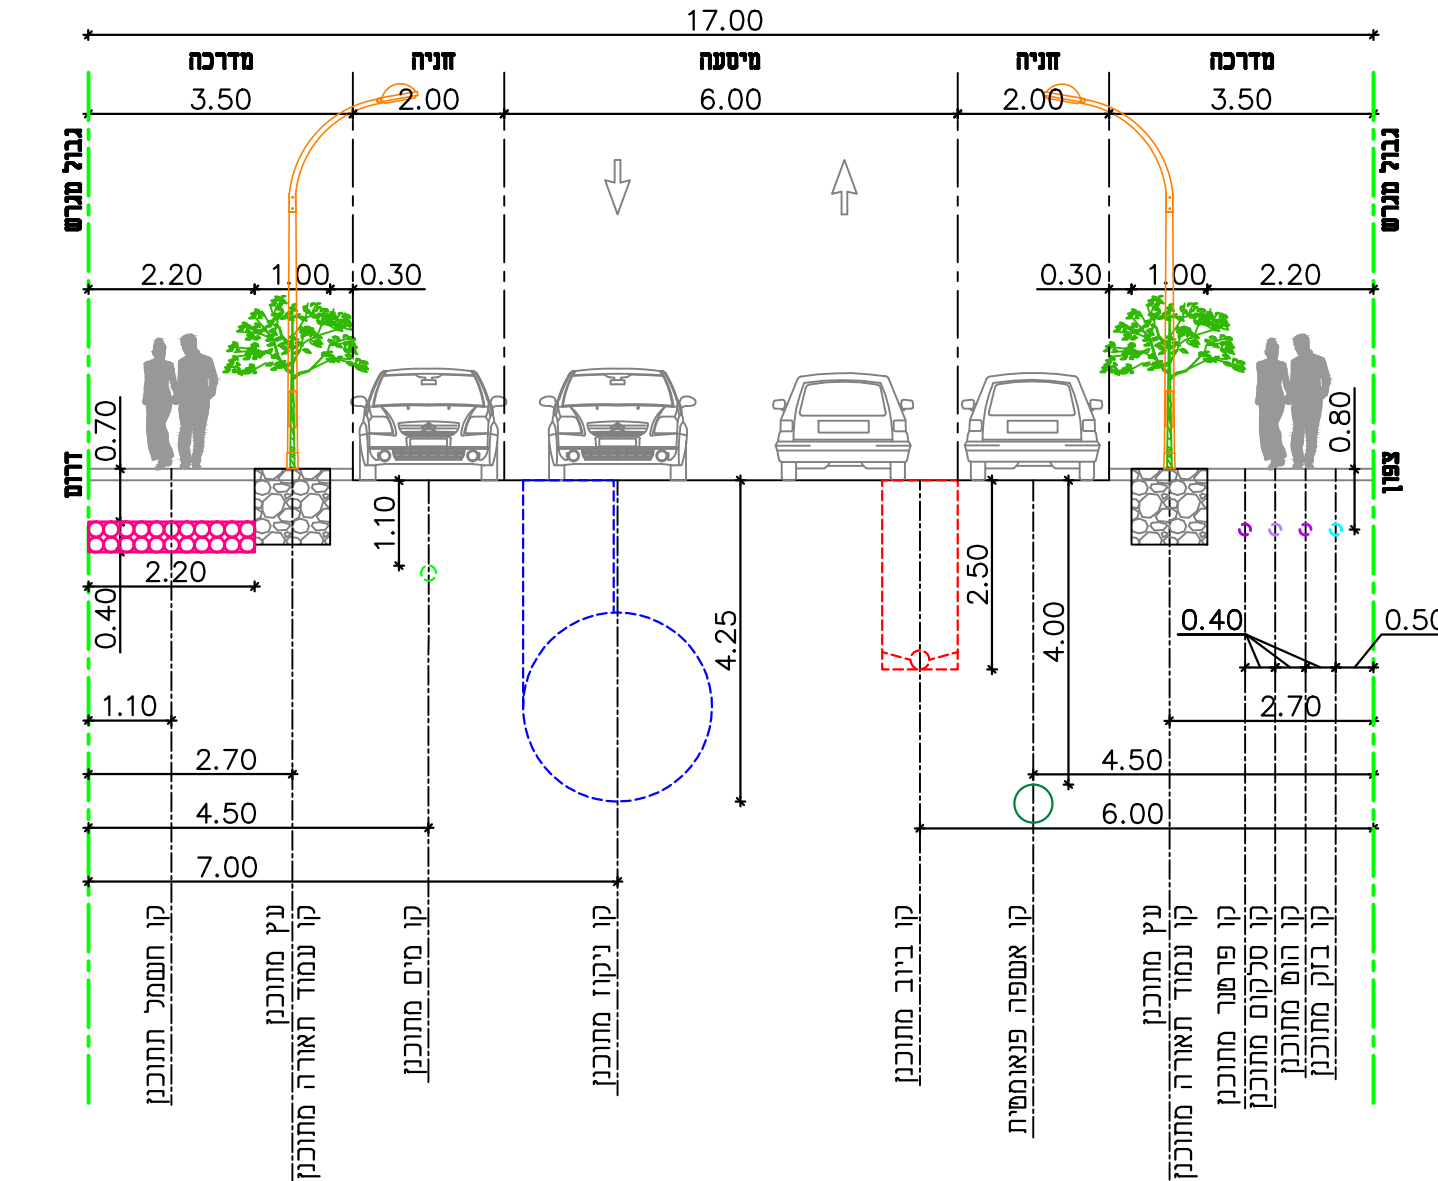 17.00
מדרכה
חניה
מיסעה
חניה
מדרכה
3.50
2.00
6.00
2.00
3.50
גבול מגרש
גבול מגרש
2.20
1.00
0.30
0.30
1.00
2.20
0.70
0.80
דרום
צפון
1.10
2.50
2.20
0.40
4.25
4.00
0.40
0.50
1.10
2.70
2.70
4.50
4.50
6.00
7.00
קו חשמל תתוכנן
עץ מתוכנן
קו עמוד תאורה מתוכנן
קו מים מתוכנן
קו ניקוז מתוכנן
קו ביוב מתוכנן
קו אשפה פנאומטית
עץ מתוכנן
קו עמוד תאורה מתוכנן
קו פרטנר מתוכנן
קו סלקום מתוכנן
קו הוט מתוכנן
קו בזק מתוכנן